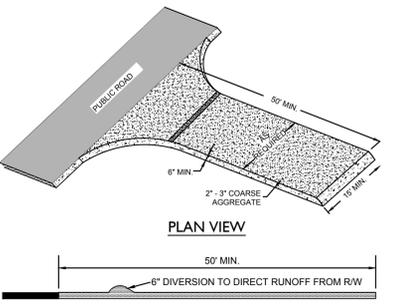 PUBLIC ROAD
50' MIN.
6" MIN.
15'
2" - 3" COARSE
AGGREGATE
15' MIN.
PLAN VIEW
50' MIN.
6" DIVERSION TO DIRECT RUNOFF FROM R/W